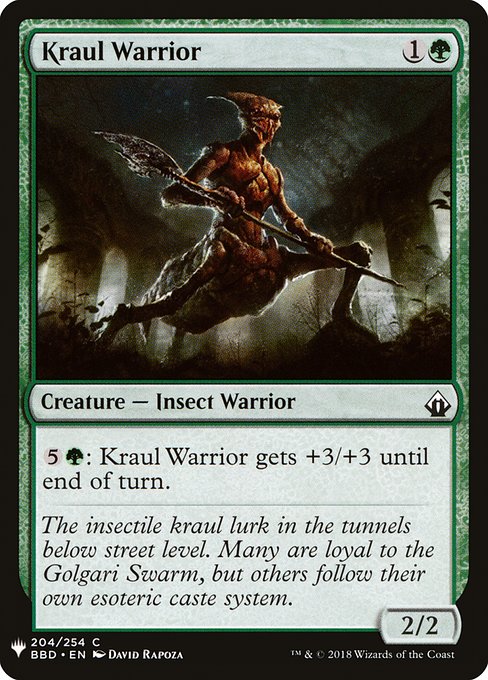 Kraul Warrior 1
Creature — Insect Warrior
5: Kraul Warrior gets +3/+3 until
end of turn.
The insectile kraul lurk in the tunnels
below street level. Many are loyal to the
Golgari Swarm, but others follow their
own esoteric caste system.
2/2
204/254 C
BBD • EN DAVID RAPOZA
™ & © 2018 Wizards of the Coast